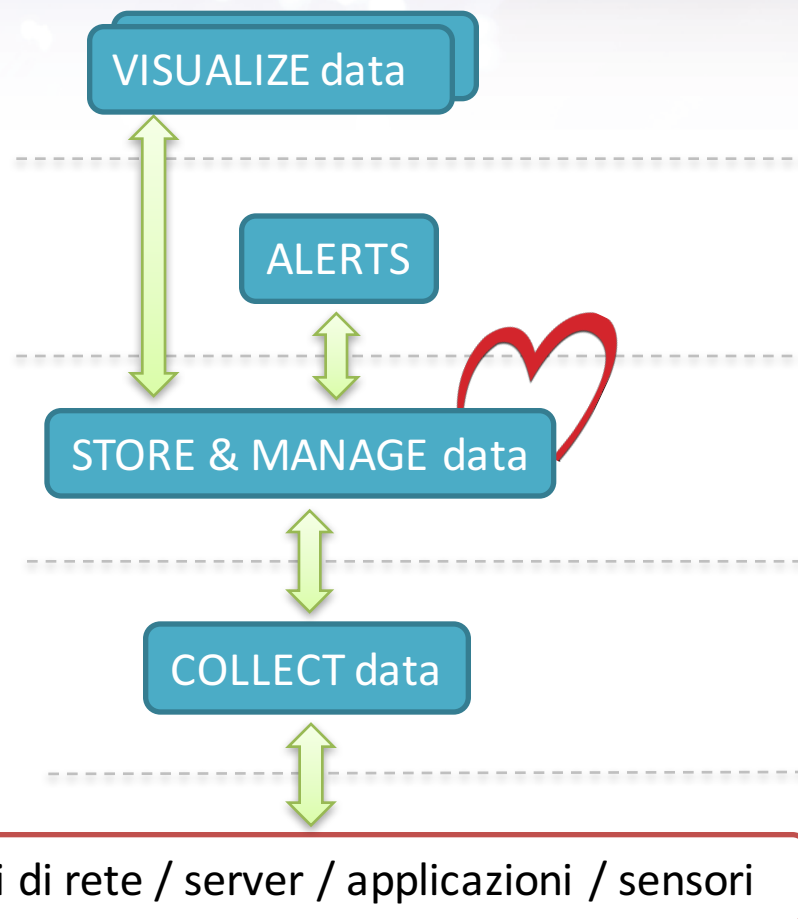 VISUALIZE data
ALERTS
STORE & MANAGE data
COLLECT data
i di rete / server / applicazioni / sensori